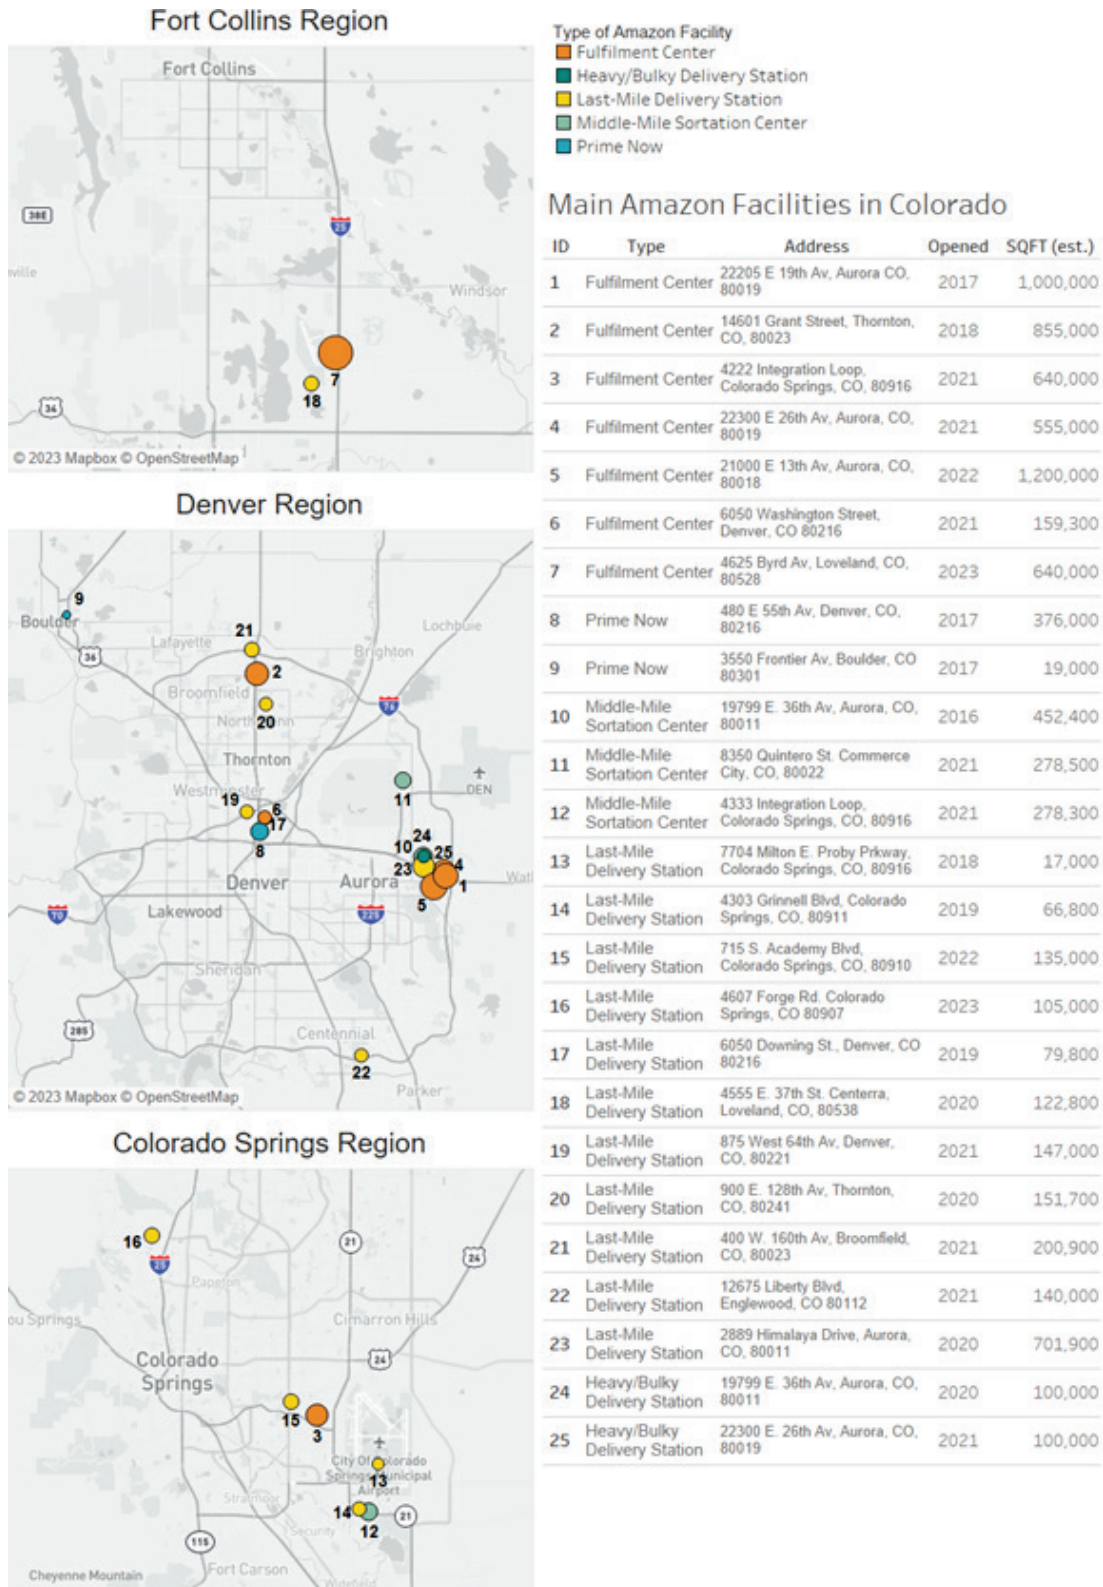 Fort Collins Region
Fort Collins
38E
25
Windsor
7
18
34
© 2023 Mapbox © OpenStreetMap
Denver Region
9
Boulder
36
21
Lafayette
Lochbuie
Brighton
2
Broomfield
76
20
Thornton
DEN
Westminster
11
19
6
17
8
24
10
25
23
4
Denver
Aurora
1
5
70
Lakewood
225
Sheridan
285
Centennial
22
Parker
© 2023 Mapbox © OpenStreetMap
Colorado Springs Region
16
25
21
24
Cimarron Hills
24
Colorado
Springs
15
3
City Of Colorado
Springs Municipal
Airport
13
Stratmoor
14
12
21
Security
115
Fort Carson
Cheyenne Mountain
Widefield
Type of Amazon Facility
Fulfilment Center
Heavy/Bulky Delivery Station
Last-Mile Delivery Station
Middle-Mile Sortation Center
Prime Now
Main Amazon Facilities in Colorado
ID Type Address Opened SQFT (est.)
1 Fulfilment Center 22205 E 19th Av, Aurora CO, 80019 2017 1,000,000
2 Fulfilment Center 14601 Grant Street, Thornton, CO, 80023 2018 855,000
3 Fulfilment Center 4222 Integration Loop, Colorado Springs, CO, 80916 2021 640,000
4 Fulfilment Center 22300 E 26th Av, Aurora, CO, 80019 2021 555,000
5 Fulfilment Center 21000 E 13th Av, Aurora, CO, 80018 2022 1,200,000
6 Fulfilment Center 6050 Washington Street, Denver, CO 80216 2021 159,300
7 Fulfilment Center 4625 Byrd Av, Loveland, CO, 80528 2023 640,000
8 Prime Now 480 E 55th Av, Denver, CO, 80216 2017 376,000
9 Prime Now 3550 Frontier Av, Boulder, CO 80301 2017 19,000
10 Middle-Mile Sortation Center 19799 E. 36th Av, Aurora, CO, 80011 2016 452,400
11 Middle-Mile Sortation Center 8350 Quintero St. Commerce City, CO, 80022 2021 278,500
12 Middle-Mile Sortation Center 4333 Integration Loop, Colorado Springs, CO, 80916 2021 278,300
13 Last-Mile Delivery Station 7704 Milton E. Proby Prkway, Colorado Springs, CO, 80916 2018 17,000
14 Last-Mile Delivery Station 4303 Grinnell Blvd, Colorado Springs, CO, 80911 2019 66,800
15 Last-Mile Delivery Station 715 S. Academy Blvd, Colorado Springs, CO, 80910 2022 135,000
16 Last-Mile Delivery Station 4607 Forge Rd. Colorado Springs, CO 80907 2023 105,000
17 Last-Mile Delivery Station 6050 Downing St., Denver, CO 80216 2019 79,800
18 Last-Mile Delivery Station 4555 E. 37th St. Centerra, Loveland, CO, 80538 2020 122,800
19 Last-Mile Delivery Station 875 West 64th Av, Denver, CO, 80221 2021 147,000
20 Last-Mile Delivery Station 900 E. 128th Av, Thornton, CO, 80241 2020 151,700
21 Last-Mile Delivery Station 400 W. 160th Av, Broomfield, CO, 80023 2021 200,900
22 Last-Mile Delivery Station 12675 Liberty Blvd, Englewood, CO 80112 2021 140,000
23 Last-Mile Delivery Station 2889 Himalaya Drive, Aurora, CO, 80011 2020 701,900
24 Heavy/Bulky Delivery Station 19799 E. 36th Av, Aurora, CO, 80011 2020 100,000
25 Heavy/Bulky Delivery Station 22300 E. 26th Av, Aurora, CO, 80019 2021 100,000